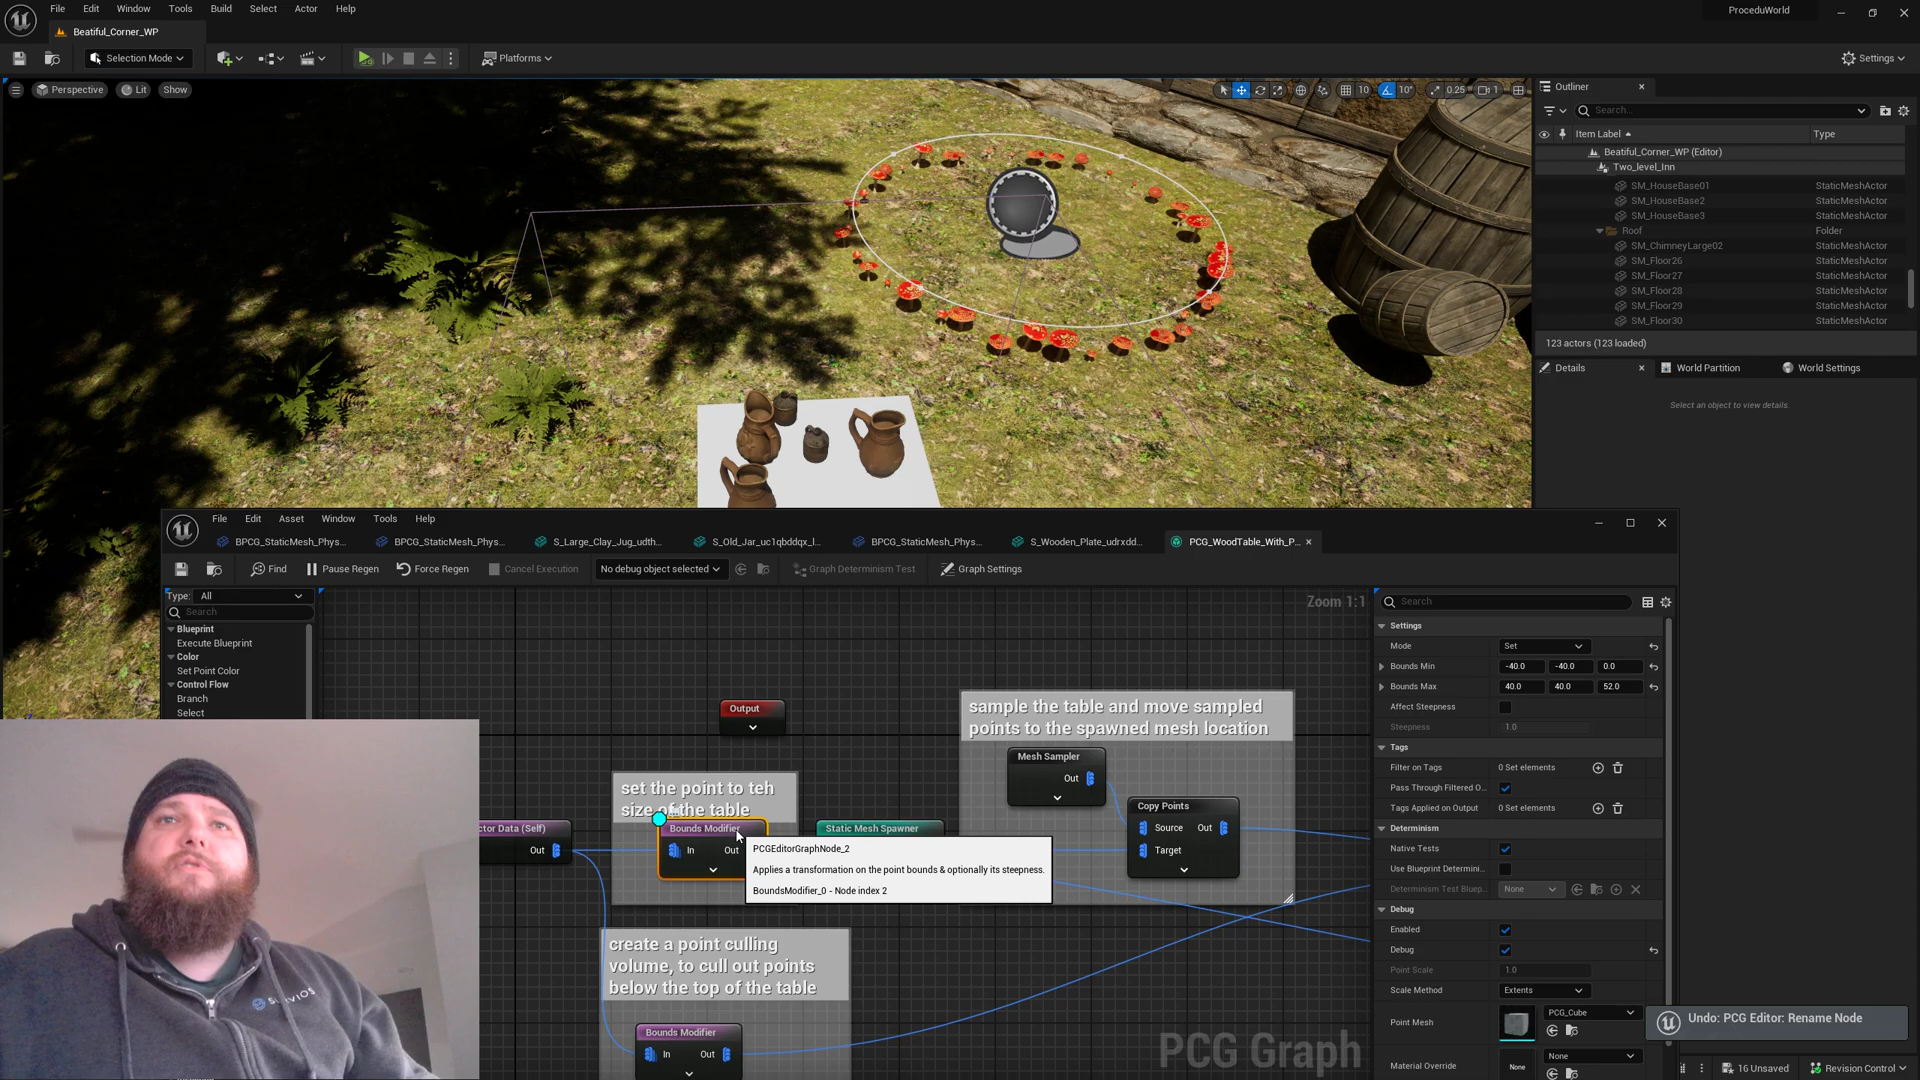 File Edit Window Tools Build Select Actor Help
ProceduWorld
Beatiful_Corner_WP
Selection Mode
Platforms
Settings
Perspective Lit Show
10 10° 0.25 1
Outliner
Search...
Item Label Type
Beatiful_Corner_WP (Editor)
Two_level_Inn
SM_HouseBase01 StaticMeshActor
SM_HouseBase2 StaticMeshActor
SM_HouseBase3 StaticMeshActor
Roof Folder
SM_ChimneyLarge02 StaticMeshActor
SM_Floor26 StaticMeshActor
SM_Floor27 StaticMeshActor
SM_Floor28 StaticMeshActor
SM_Floor29 StaticMeshActor
SM_Floor30 StaticMeshActor
123 actors (123 loaded)
Details World Partition World Settings
Select an object to view details.
File Edit Asset Window Tools Help
BPCG_StaticMesh_Phys... BPCG_StaticMesh_Phys... S_Large_Clay_Jug_udth... S_Old_Jar_uc1qbddqx_l... BPCG_StaticMesh_Phys... S_Wooden_Plate_udrxdd... PCG_WoodTable_With_P...
Find Pause Regen Force Regen Cancel Execution No debug object selected Graph Determinism Test Graph Settings
Type: All
Search
Blueprint
Execute Blueprint
Color
Set Point Color
Control Flow
Branch
Select
Zoom 1:1
Output
sample the table and move sampled
points to the spawned mesh location
Mesh Sampler
Out
Copy Points
Source Out
Target
set the point to teh
size of the table
ctor Data (Self)
Out
Bounds Modifier
In Out
Static Mesh Spawner
PCGEditorGraphNode_2
Applies a transformation on the point bounds & optionally its steepness.
BoundsModifier_0 - Node index 2
create a point culling
volume, to cull out points
below the top of the table
Bounds Modifier
In Out
PCG Graph
Search
Settings
Mode Set
Bounds Min -40.0 -40.0 0.0
Bounds Max 40.0 40.0 52.0
Affect Steepness
Steepness 1.0
Tags
Filter on Tags 0 Set elements
Pass Through Filtered O...
Tags Applied on Output 0 Set elements
Determinism
Native Tests
Use Blueprint Determini...
Determinism Test Bluep... None
Debug
Enabled
Debug
Point Scale 1.0
Scale Method Extents
Point Mesh PCG_Cube
Material Override None None
Undo: PCG Editor: Rename Node
16 Unsaved Revision Control